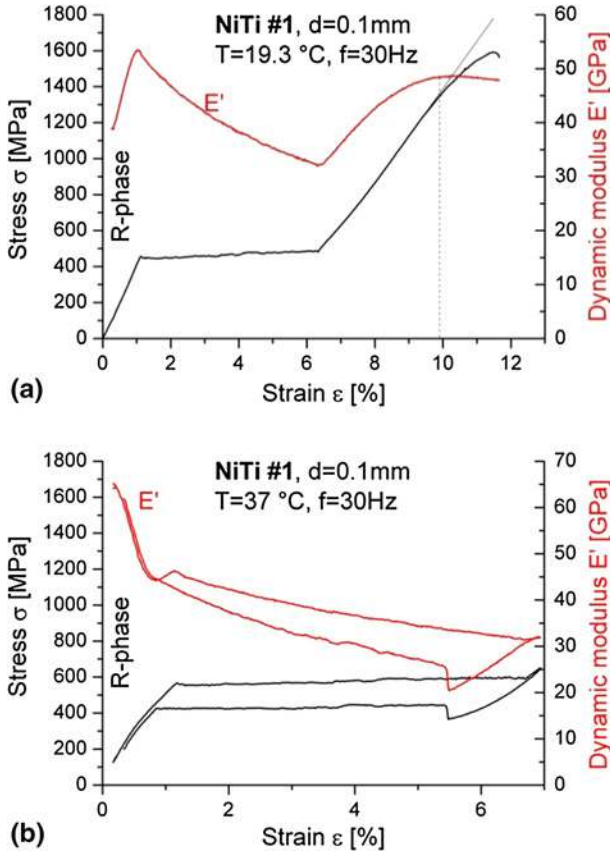 NiTi #1, d=0.1mm
T=19.3 °C, f=30Hz
1800
1600
1400
1200
1000
800
600
400
200
0
Stress σ [MPa]
R-phase
E'
60
50
40
30
20
10
0
Dynamic modulus E' [GPa]
0 2 4 6 8 10 12
Strain ε [%]
(a)
NiTi #1, d=0.1mm
T=37 °C, f=30Hz
1800
1600
1400
1200
1000
800
600
400
200
0
Stress σ [MPa]
R-phase
E'
70
60
50
40
30
20
10
0
Dynamic modulus E' [GPa]
0 2 4 6
Strain ε [%]
(b)